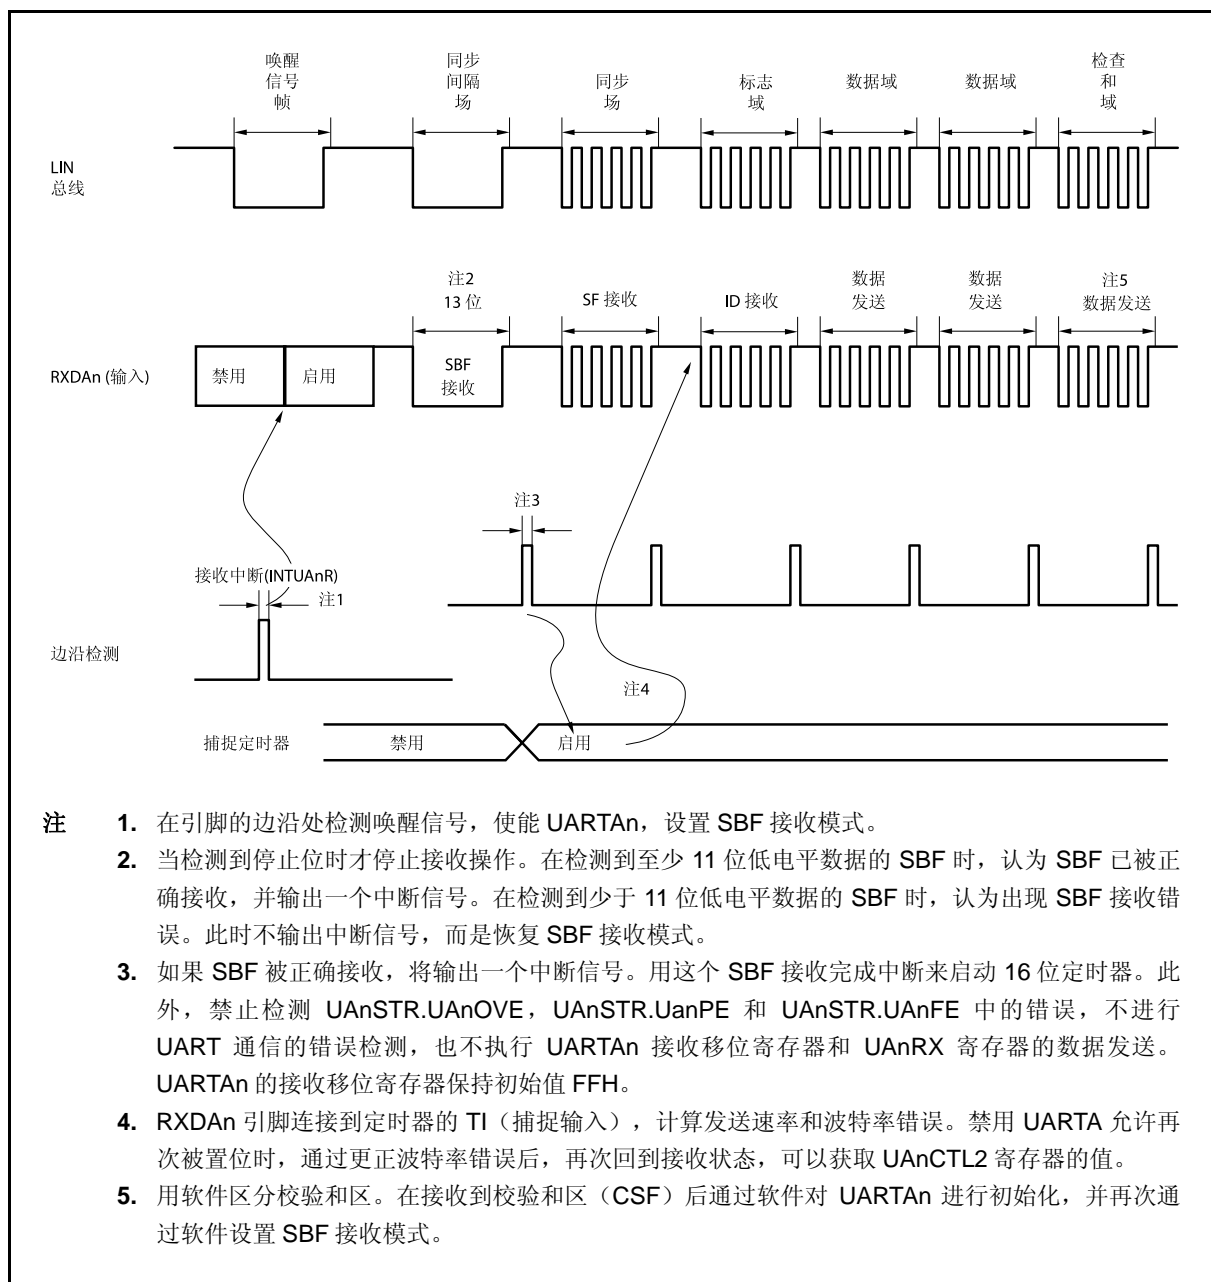 唤醒
信号
帧
同步
间隔
场
同步
场
标志
域
数据域
数据域
检查
和
域
LIN
总线
注2
13 位
SF 接收
ID 接收
数据
发送
数据
发送
注5
数据发送
RXDAn (输入)
禁用
启用
SBF
接收
注3
接收中断(INTUAnR)
注1
边沿检测
注4
捕捉定时器
禁用
启用
注 1. 在引脚的边沿处检测唤醒信号，使能 UARTAn，设置 SBF 接收模式。
2. 当检测到停止位时才停止接收操作。在检测到至少 11 位低电平数据的 SBF 时，认为 SBF 已被正
确接收，并输出一个中断信号。在检测到少于 11 位低电平数据的 SBF 时，认为出现 SBF 接收错
误。此时不输出中断信号，而是恢复 SBF 接收模式。
3. 如果 SBF 被正确接收，将输出一个中断信号。用这个 SBF 接收完成中断来启动 16 位定时器。此
外，禁止检测 UAnSTR.UAnOVE，UAnSTR.UanPE 和 UAnSTR.UAnFE 中的错误，不进行
UART 通信的错误检测，也不执行 UARTAn 接收移位寄存器和 UAnRX 寄存器的数据发送。
UARTAn 的接收移位寄存器保持初始值 FFH。
4. RXDAn 引脚连接到定时器的 TI（捕捉输入），计算发送速率和波特率错误。禁用 UARTA 允许再
次被置位时，通过更正波特率错误后，再次回到接收状态，可以获取 UAnCTL2 寄存器的值。
5. 用软件区分校验和区。在接收到校验和区（CSF）后通过软件对 UARTAn 进行初始化，并再次通
过软件设置 SBF 接收模式。